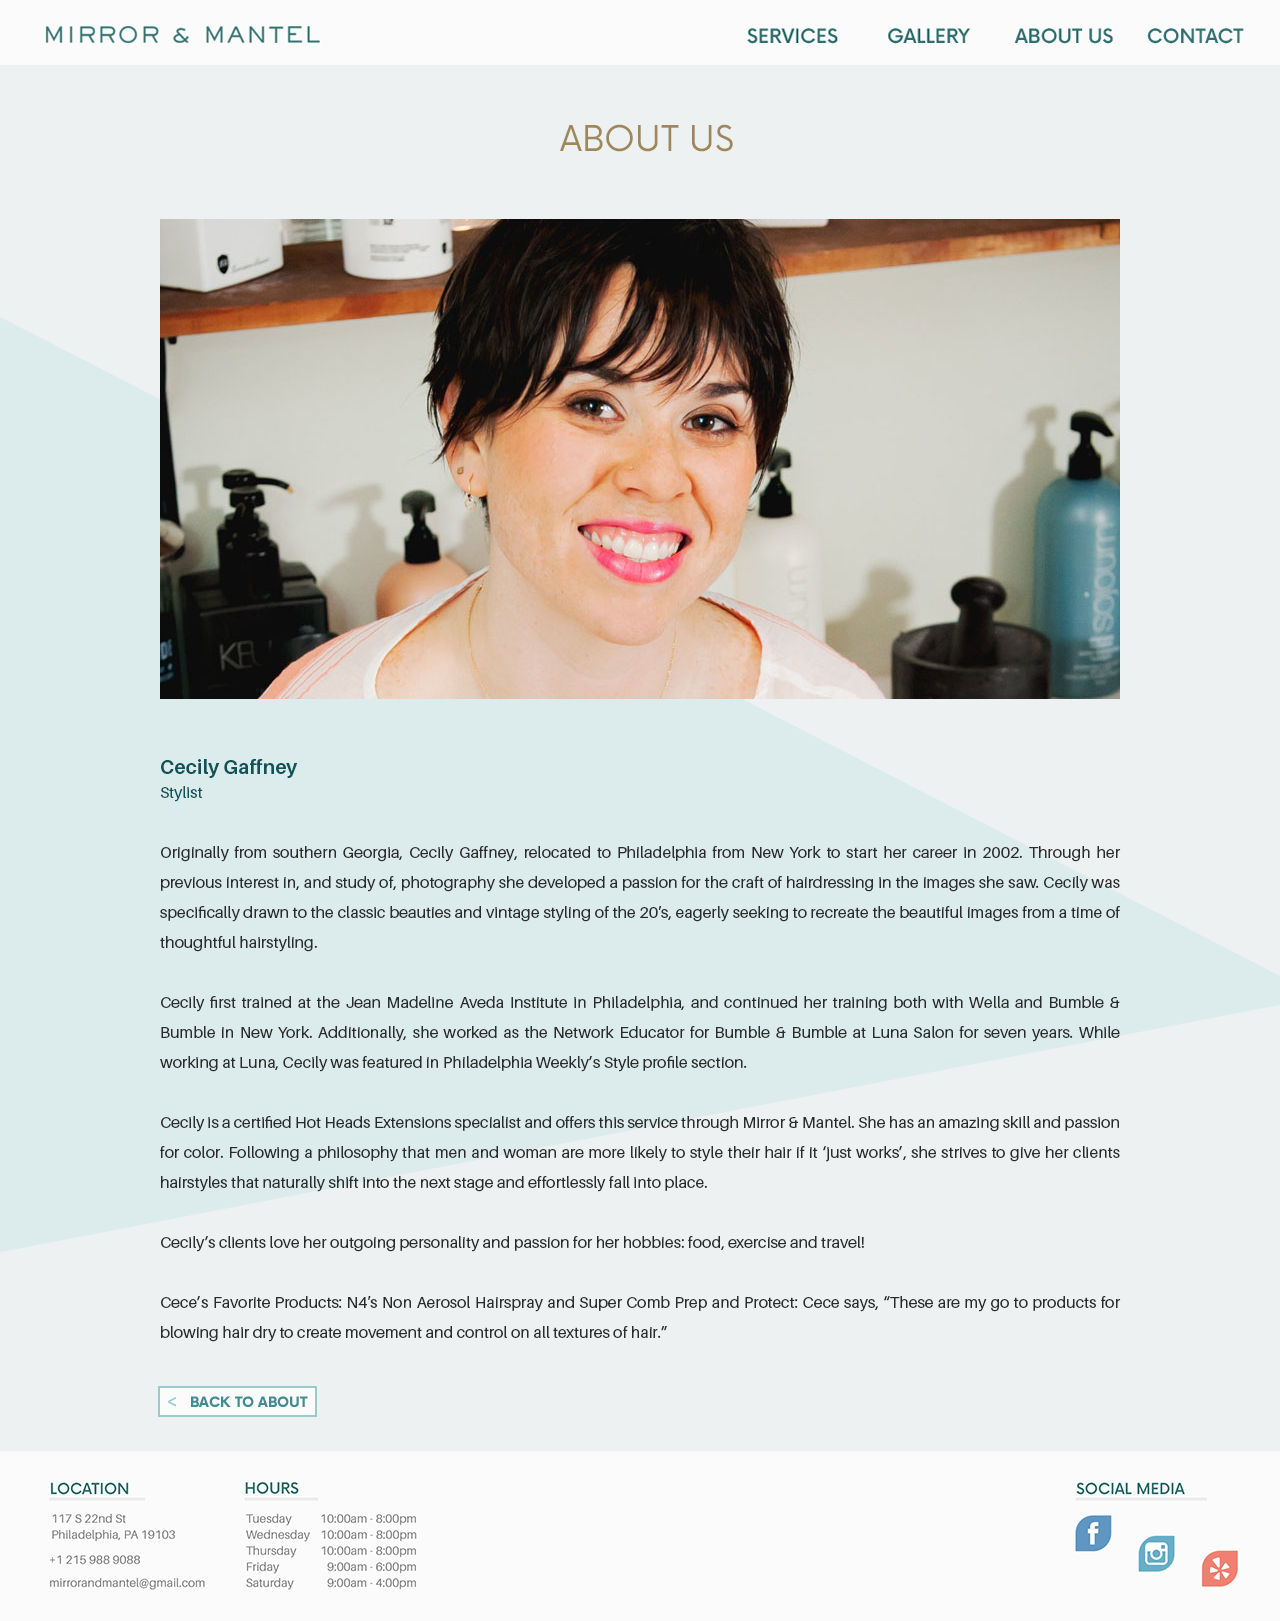 MIRROR & MANTEL
SERVICES GALLERY ABOUT US CONTACT
ABOUT US
KEU
sojourn
Cecily Gaffney
Stylist
Originally from southern Georgia, Cecily Gaffney, relocated to Philadelphia from New York to start her career in 2002. Through her
previous interest in, and study of, photography she developed a passion for the craft of hairdressing in the images she saw. Cecily was
specifically drawn to the classic beauties and vintage styling of the 20's, eagerly seeking to recreate the beautiful images from a time of
thoughtful hairstyling.
Cecily first trained at the Jean Madeline Aveda Institute in Philadelphia, and continued her training both with Wella and Bumble &
Bumble in New York. Additionally, she worked as the Network Educator for Bumble & Bumble at Luna Salon for seven years. While
working at Luna, Cecily was featured in Philadelphia Weekly’s Style profile section.
Cecily is a certified Hot Heads Extensions specialist and offers this service through Mirror & Mantel. She has an amazing skill and passion
for color. Following a philosophy that men and woman are more likely to style their hair if it ‘just works’, she strives to give her clients
hairstyles that naturally shift into the next stage and effortlessly fall into place.
Cecily’s clients love her outgoing personality and passion for her hobbies: food, exercise and travel!
Cece’s Favorite Products: N4’s Non Aerosol Hairspray and Super Comb Prep and Protect: Cece says, “These are my go to products for
blowing hair dry to create movement and control on all textures of hair.”
< BACK TO ABOUT
LOCATION
117 S 22nd St
Philadelphia, PA 19103
+1 215 988 9088
mirrorandmantel@gmail.com
HOURS
Tuesday 10:00am - 8:00pm
Wednesday 10:00am - 8:00pm
Thursday 10:00am - 8:00pm
Friday 9:00am - 6:00pm
Saturday 9:00am - 4:00pm
SOCIAL MEDIA